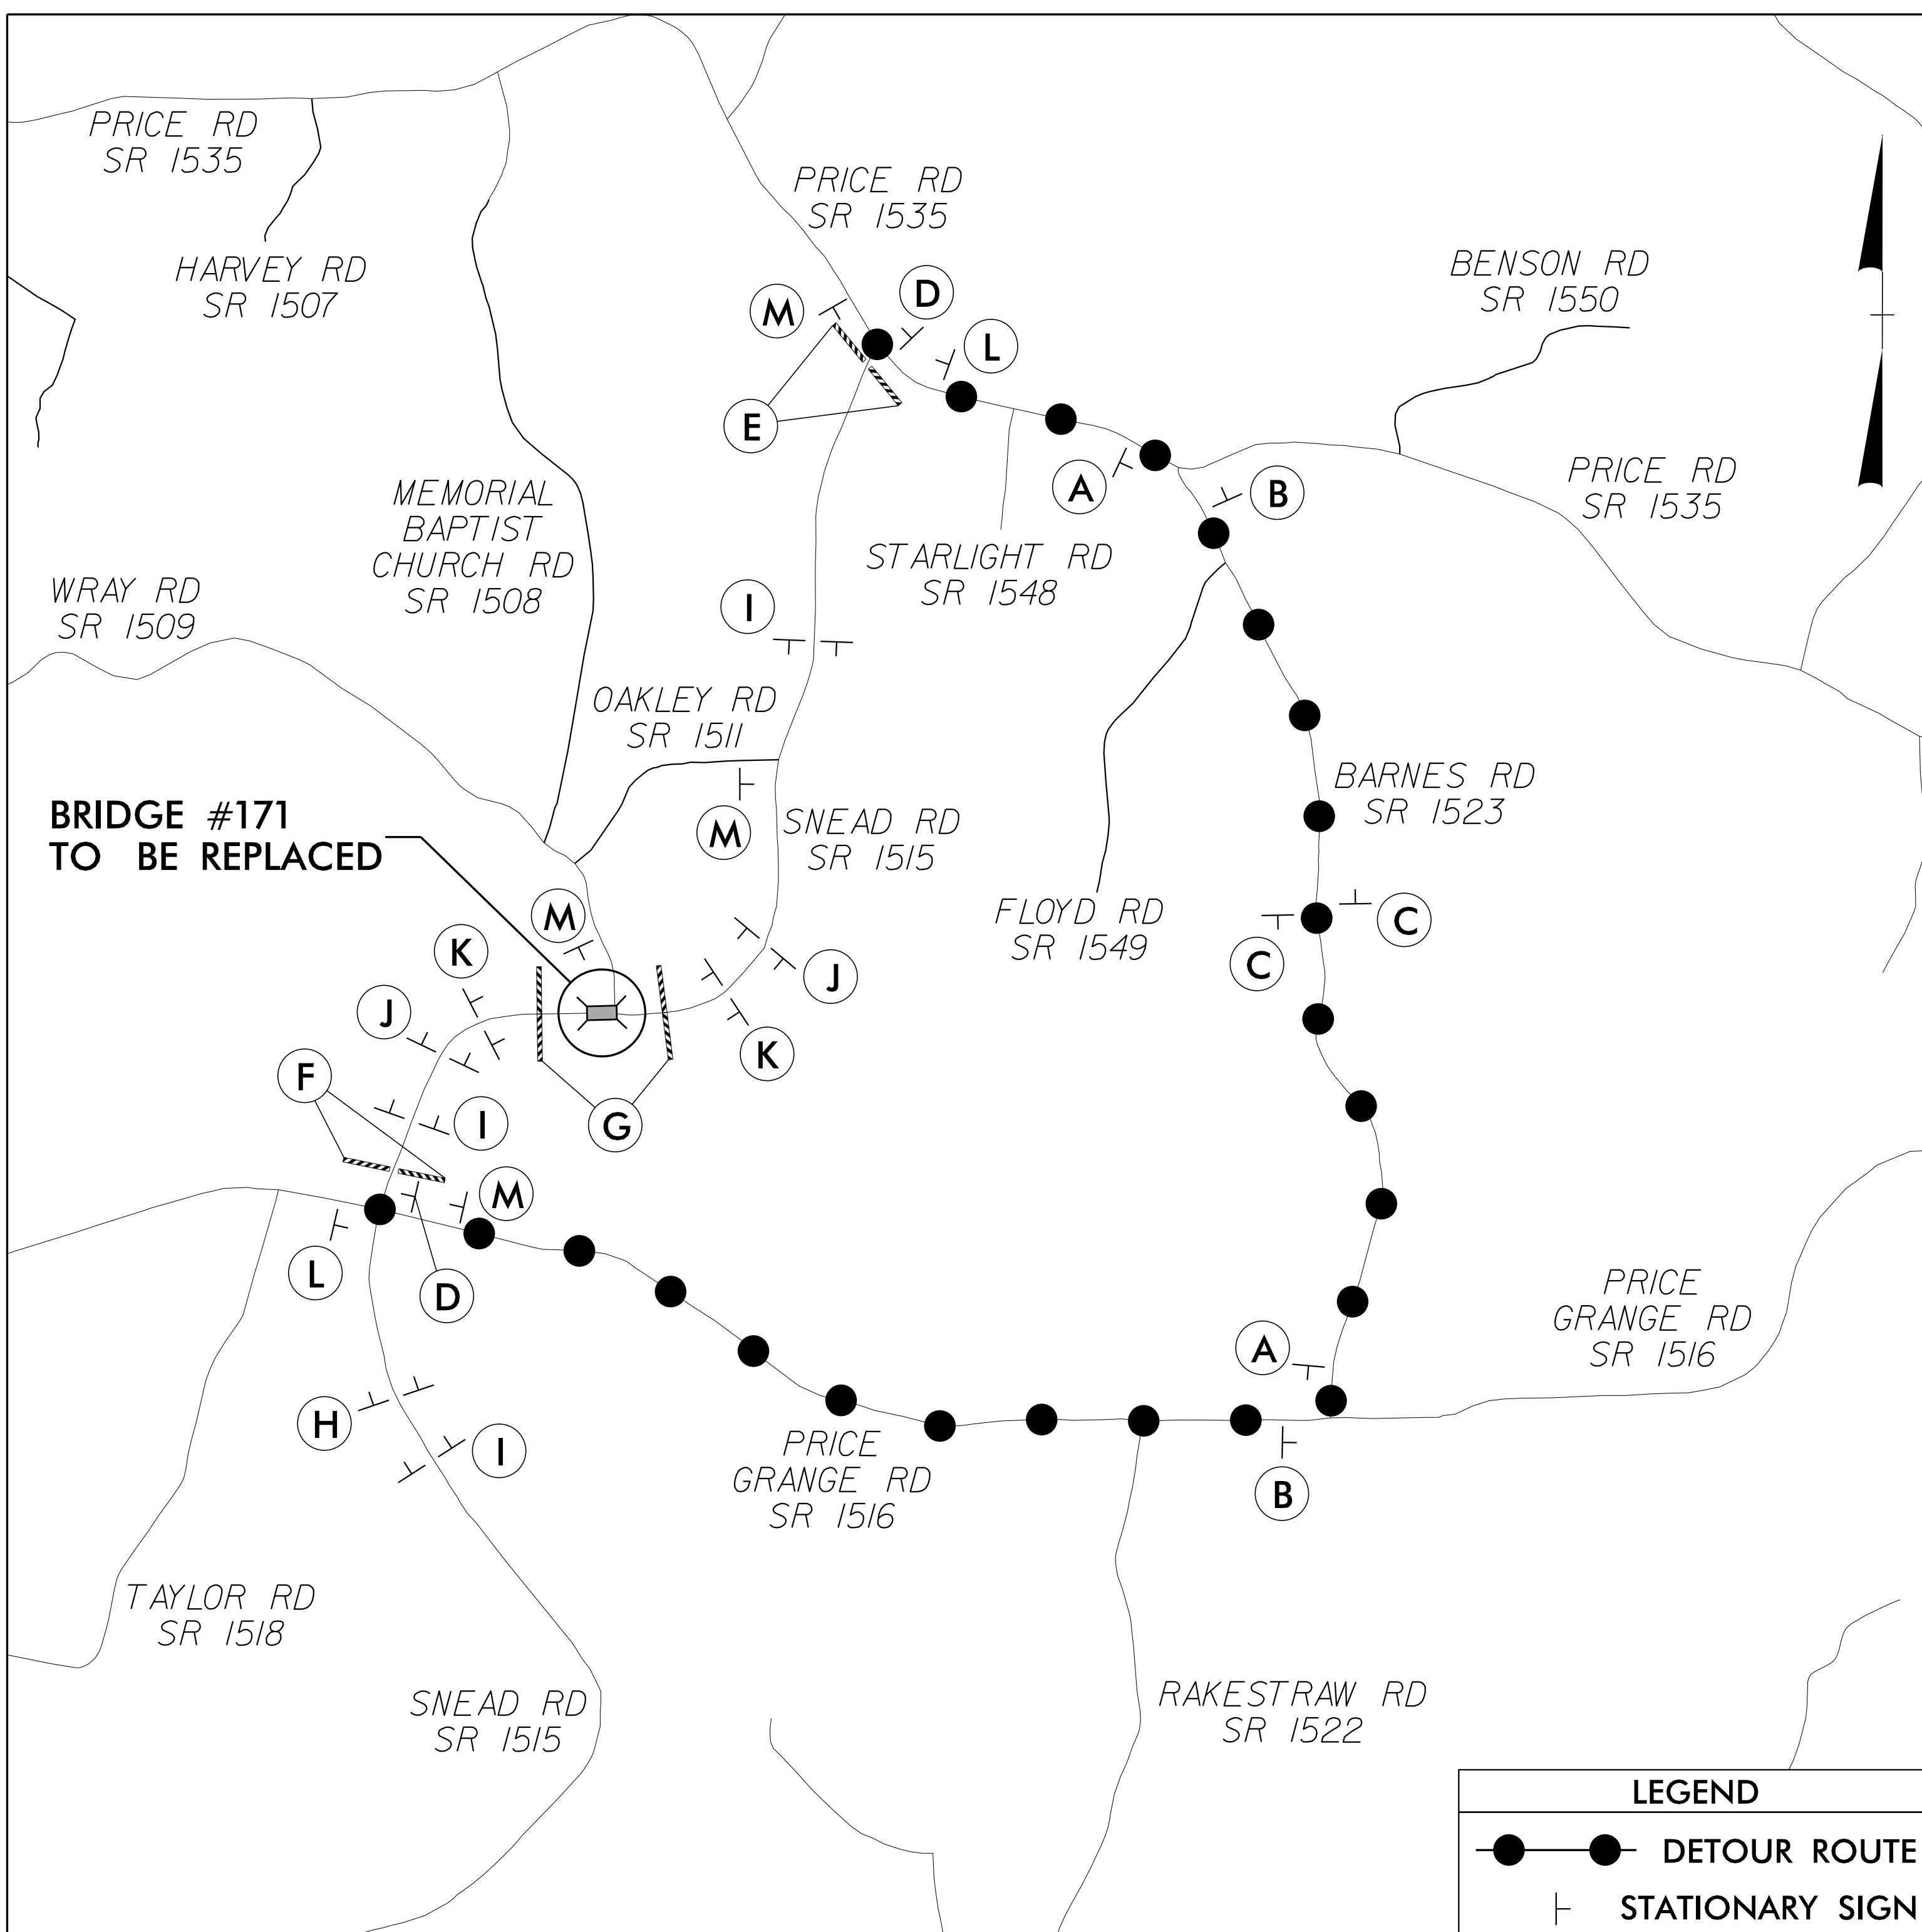 PRICE RD
SR 1535
PRICE RD
SR 1535
HARVEY RD
SR 1507
BENSON RD
SR 1550
D
M
L
E
A
B
PRICE RD
SR 1535
MEMORIAL
BAPTIST
CHURCH RD
SR 1508
STARLIGHT RD
SR 1548
WRAY RD
SR 1509
I
OAKLEY RD
SR 1511
BARNES RD
SR 1523
BRIDGE #171
TO BE REPLACED
M
SNEAD RD
SR 1515
FLOYD RD
SR 1549
M
K
C
C
J
J
K
F
I
G
M
L
D
PRICE
GRANGE RD
SR 1516
A
H
I
PRICE
GRANGE RD
SR 1516
B
TAYLOR RD
SR 1518
SNEAD RD
SR 1515
RAKESTRAW RD
SR 1522
LEGEND
DETOUR ROUTE
STATIONARY SIGN